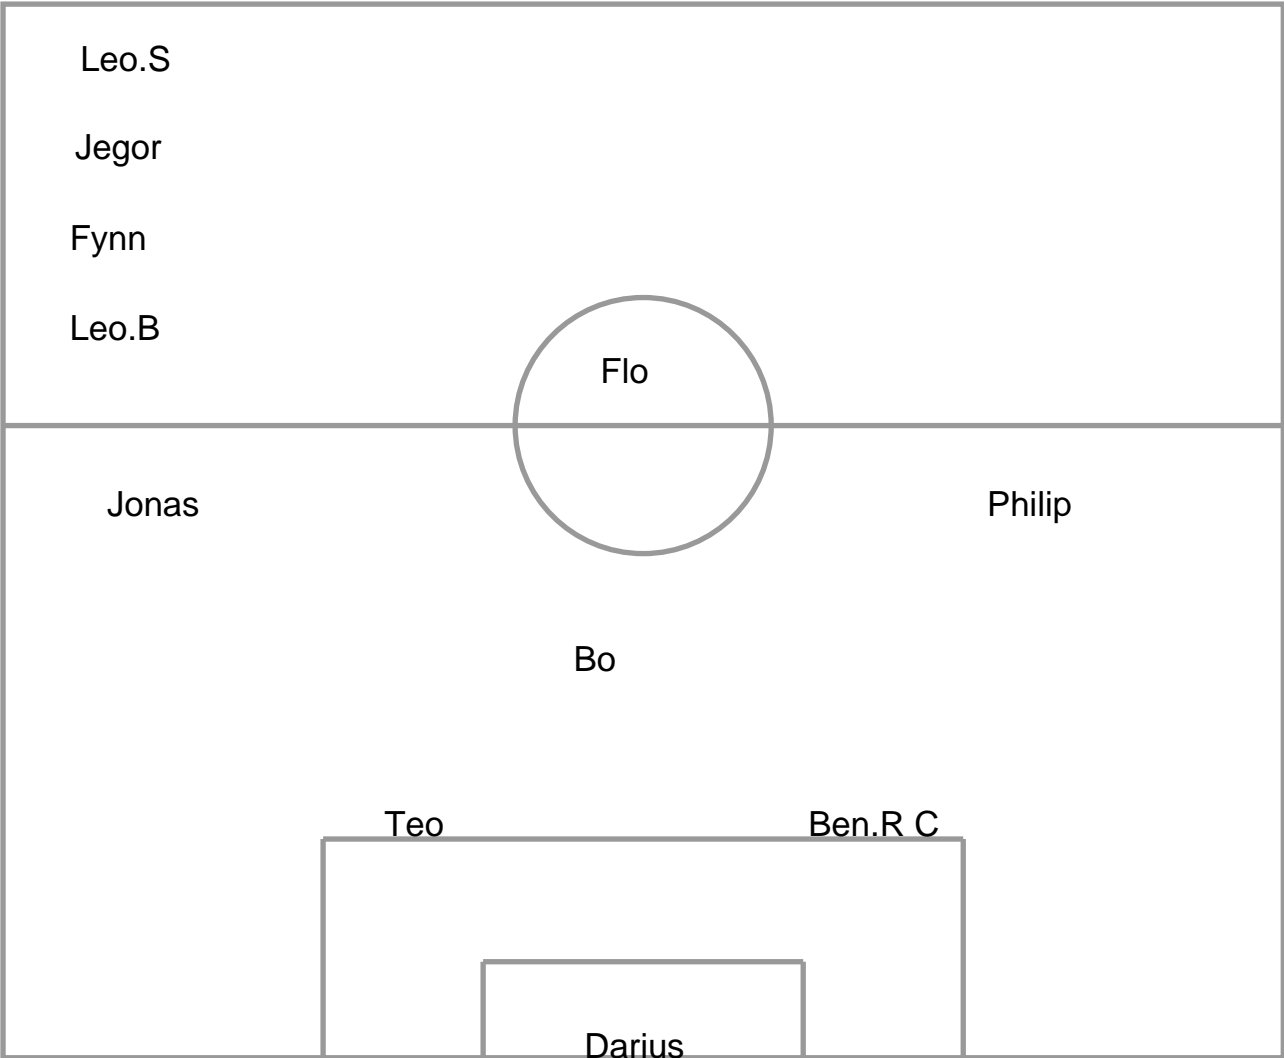 Leo.S
Jegor
Fynn
Leo.B
Flo
Jonas
Philip
Bo
Teo
Ben.R C
Darius